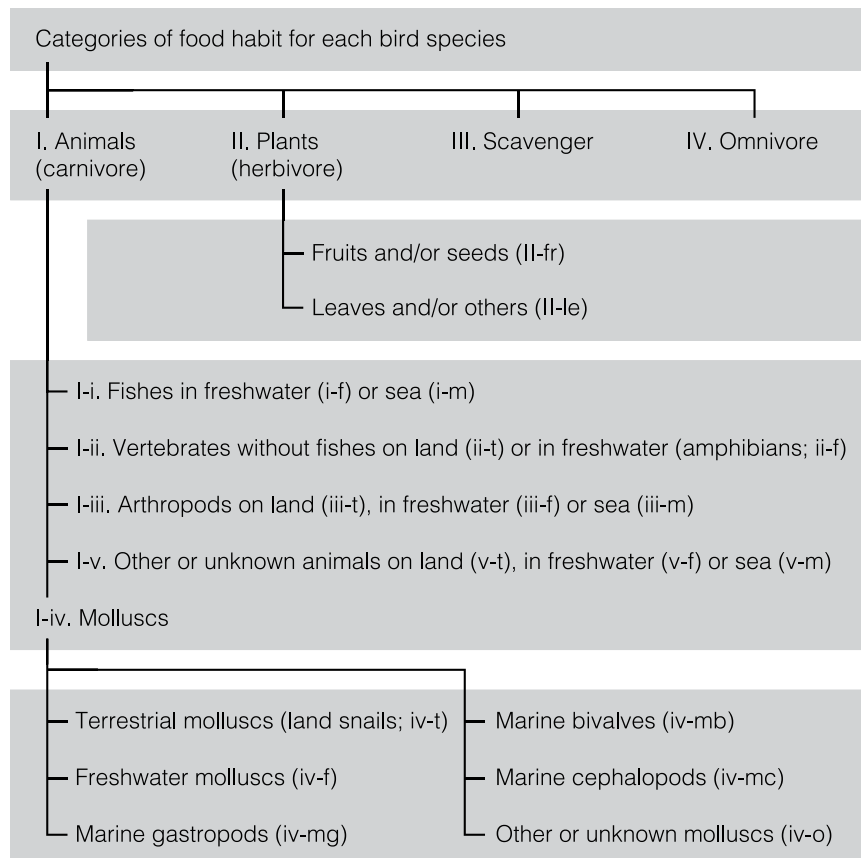 Categories of food habit for each bird species
I. Animals
(carnivore)
II. Plants
(herbivore)
III. Scavenger
IV. Omnivore
Fruits and/or seeds (II-fr)
Leaves and/or others (II-le)
I-i. Fishes in freshwater (i-f) or sea (i-m)
I-ii. Vertebrates without fishes on land (ii-t) or in freshwater (amphibians; ii-f)
I-iii. Arthropods on land (iii-t), in freshwater (iii-f) or sea (iii-m)
I-v. Other or unknown animals on land (v-t), in freshwater (v-f) or sea (v-m)
I-iv. Molluscs
Terrestrial molluscs (land snails; iv-t)
Freshwater molluscs (iv-f)
Marine gastropods (iv-mg)
Marine bivalves (iv-mb)
Marine cephalopods (iv-mc)
Other or unknown molluscs (iv-o)